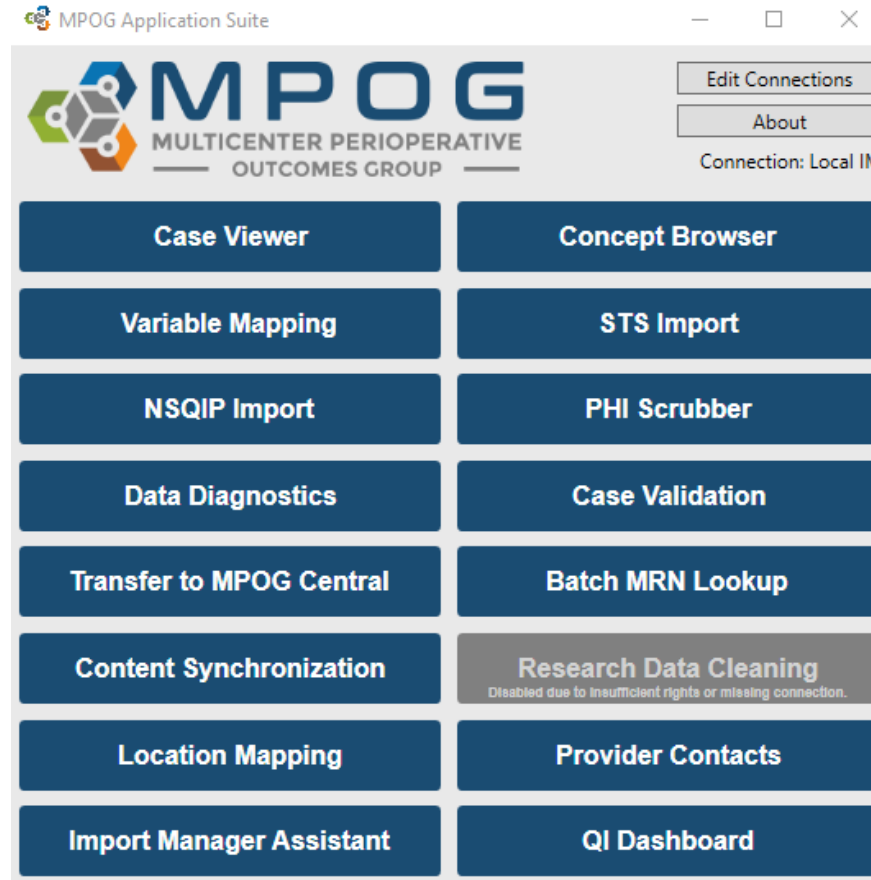 MPOG Application Suite
MPOG
MULTICENTER PERIOPERATIVE
OUTCOMES GROUP
Edit Connections
About
Connection: Local IM
Case Viewer
Concept Browser
Variable Mapping
STS Import
NSQIP Import
PHI Scrubber
Data Diagnostics
Case Validation
Transfer to MPOG Central
Batch MRN Lookup
Content Synchronization
Research Data Cleaning
Disabled due to insufficient rights or missing connection.
Location Mapping
Provider Contacts
Import Manager Assistant
QI Dashboard